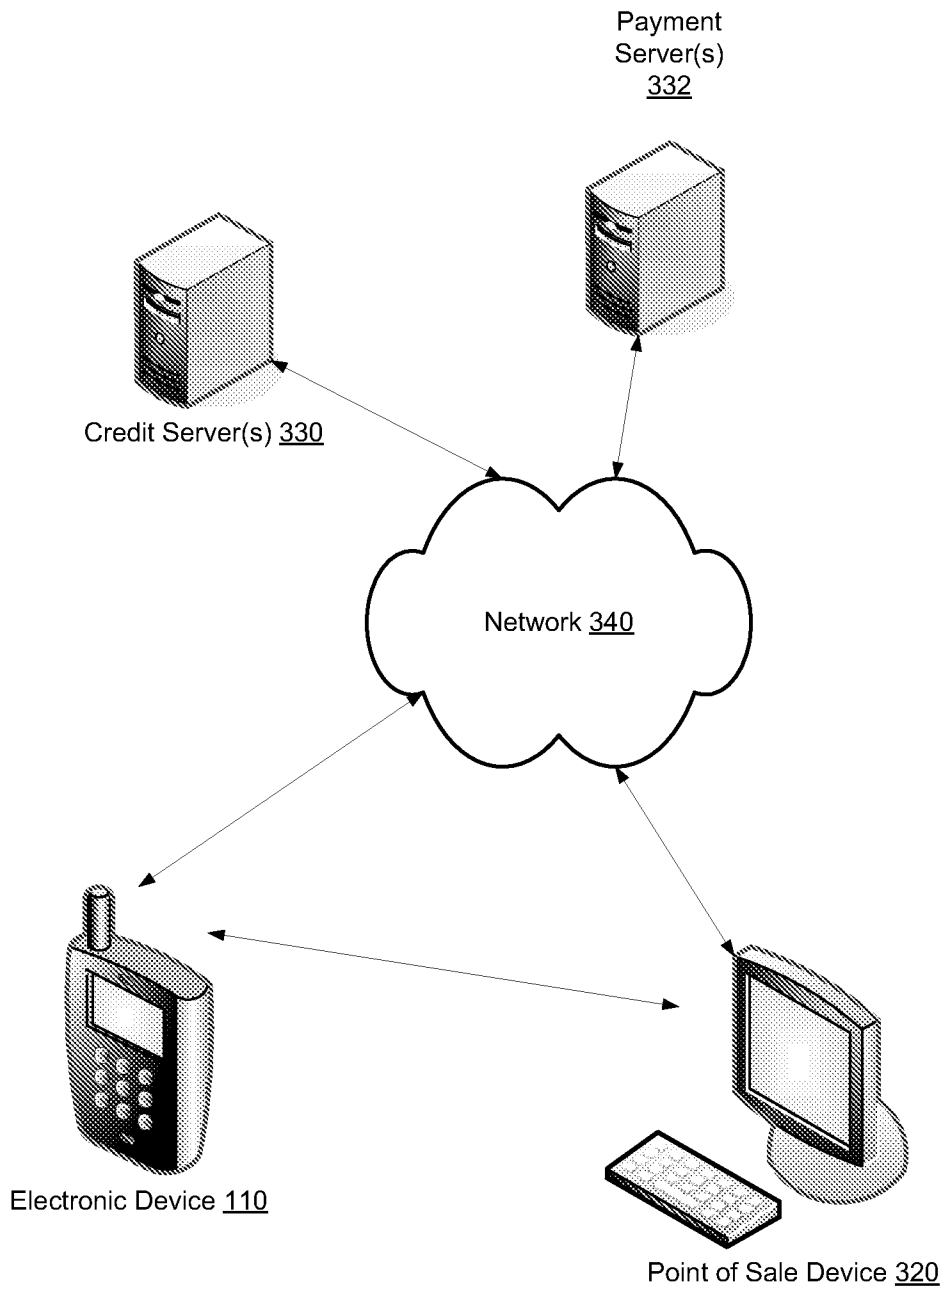 Payment
Server(s)
332
Credit Server(s) 330
Network 340
Electronic Device 110
Point of Sale Device 320